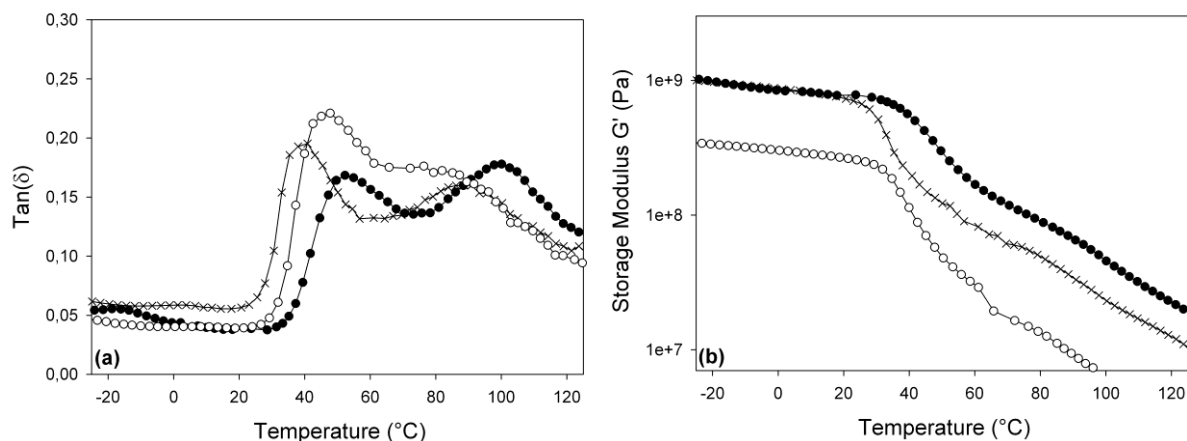 0,30
0,25
0,20
0,15
0,10
0,05
0,00
Tan(δ)
(a)
-20 0 20 40 60 80 100 120
Temperature (°C)
1e+9
1e+8
1e+7
Storage Modulus G' (Pa)
(b)
-20 0 20 40 60 80 100 120
Temperature (°C)